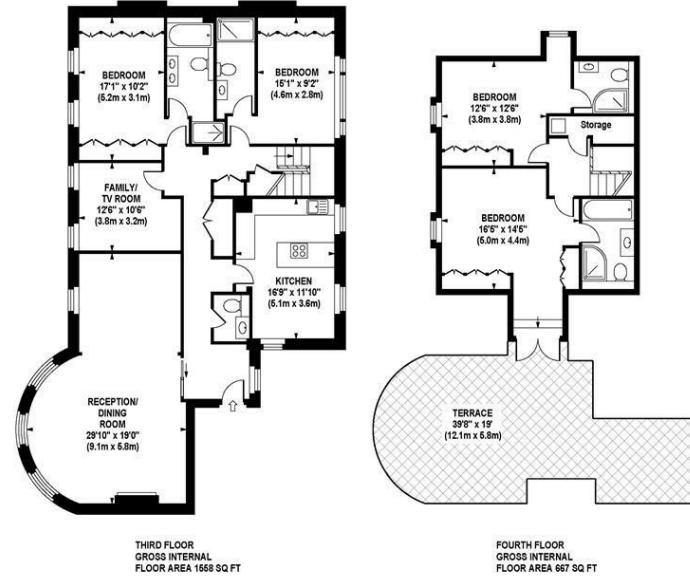 BEDROOM
17'1" x 10'2"
(5.2m x 3.1m)
BEDROOM
15'1" x 9'2"
(4.6m x 2.8m)
FAMILY/
TV ROOM
12'6" x 10'6"
(3.8m x 3.2m)
KITCHEN
16'9" x 11'10"
(5.1m x 3.6m)
RECEPTION/
DINING
ROOM
29'10" x 19'0"
(9.1m x 5.8m)
THIRD FLOOR
GROSS INTERNAL
FLOOR AREA 1558 SQ FT
BEDROOM
12'6" x 12'6"
(3.8m x 3.8m)
Storage
BEDROOM
16'5" x 14'5"
(5.0m x 4.4m)
TERRACE
39'8" x 19'
(12.1m x 5.8m)
FOURTH FLOOR
GROSS INTERNAL
FLOOR AREA 667 SQ FT